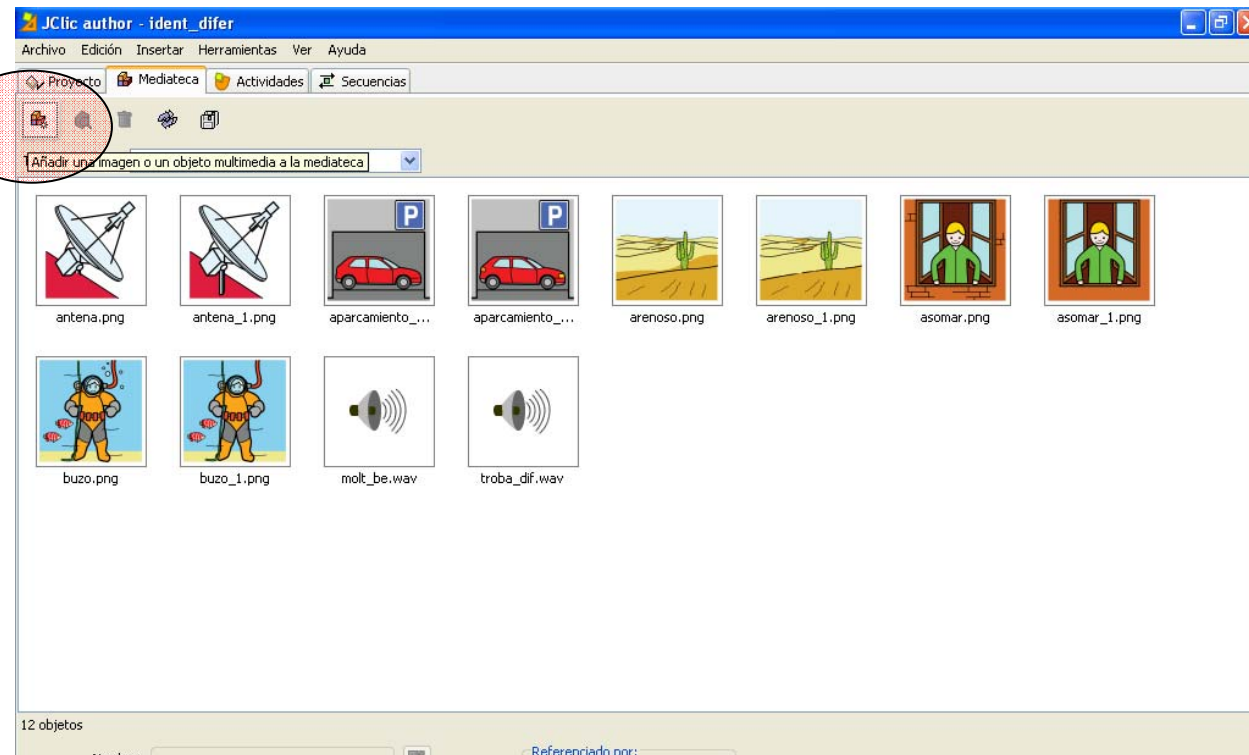 JClic author - ident_difer
Archivo Edición Insertar Herramientas Ver Ayuda
Proyecto Mediateca Actividades Secuencias
Añadir una imagen o un objeto multimedia a la mediateca
P P
antena.png antena_1.png aparcamiento_... aparcamiento_... arenoso.png arenoso_1.png asomar.png asomar_1.png
buzo.png buzo_1.png molt_be.wav troba_dif.wav
12 objetos
Referenciado por: